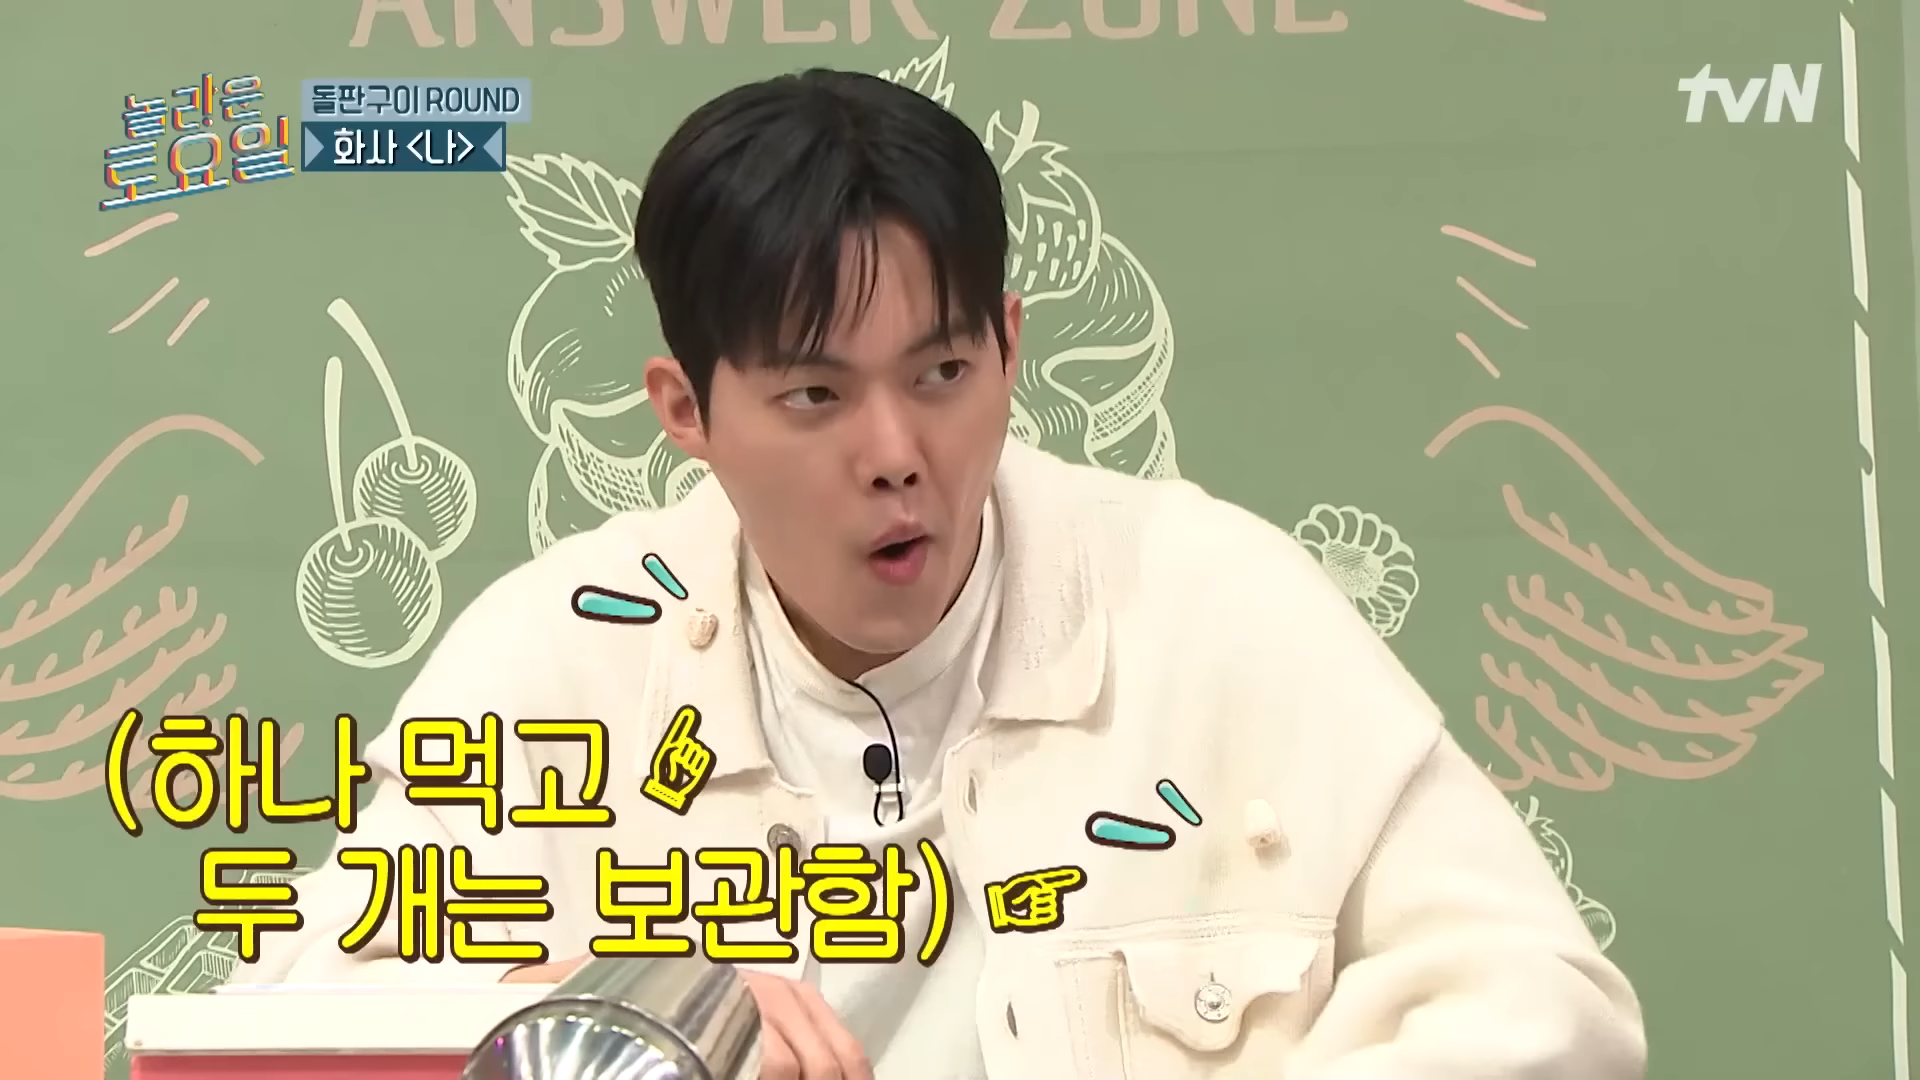 ANSWER ZONE
놀라운
토요일
돌판구이 ROUND
화사 <나>
tvN
(하나 먹고
두 개는 보관함)